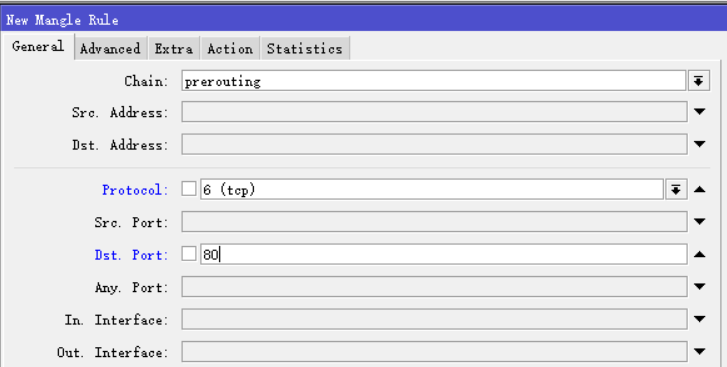 New Mangle Rule
General Advanced Extra Action Statistics
Chain: prerouting
Src. Address:
Dst. Address:
Protocol: 6 (tcp)
Src. Port:
Dst. Port: 80
Any. Port:
In. Interface:
Out. Interface: